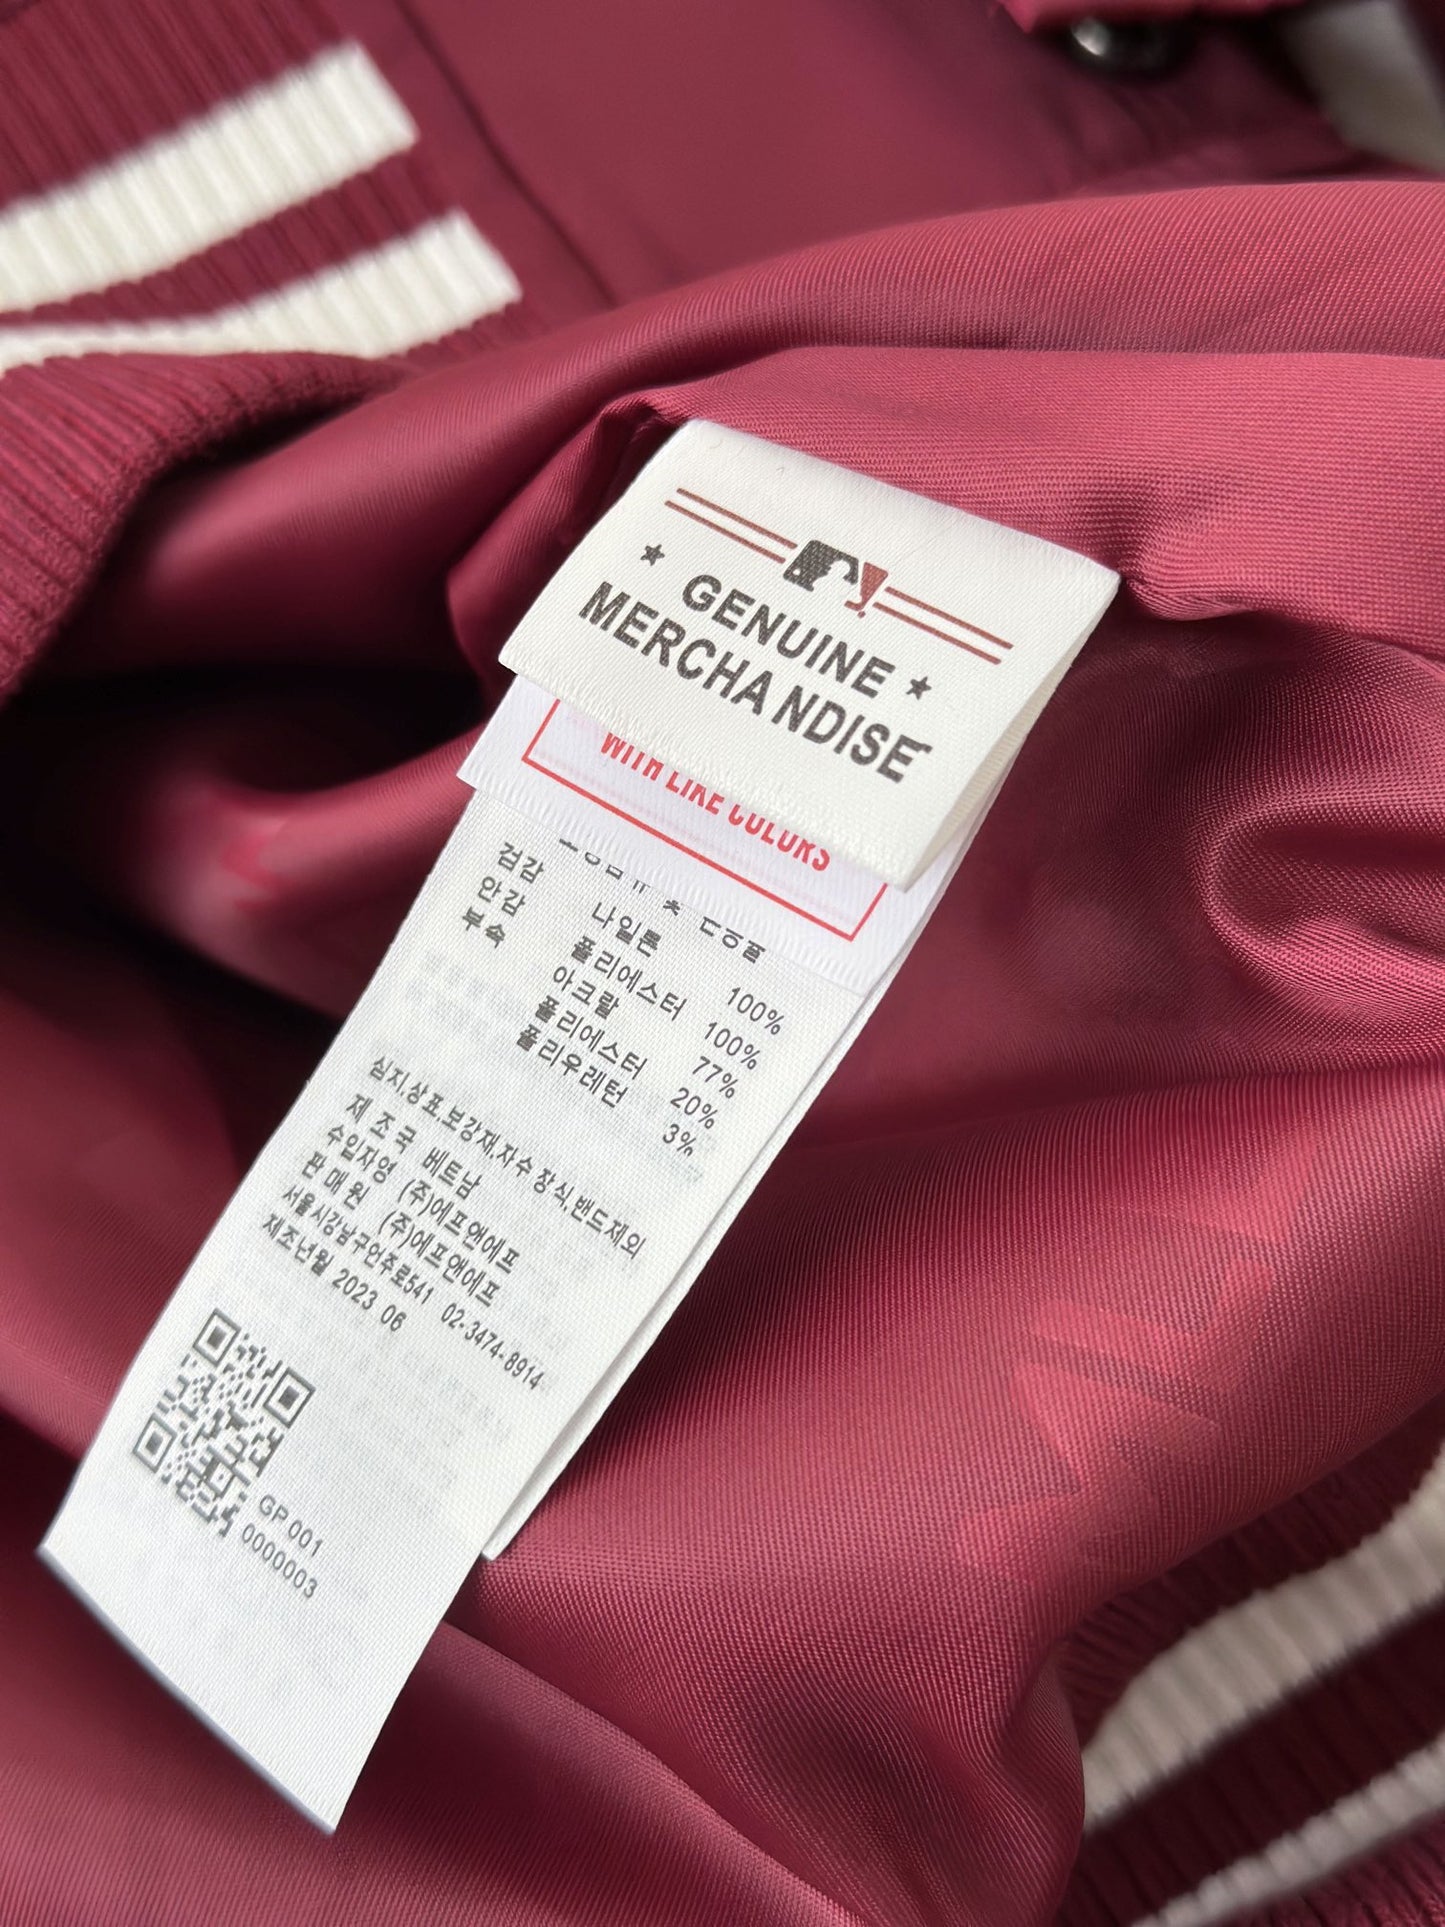 ★ GENUINE ★
MERCHANDISE
WITH LIKE COLORS
겉감 나일론 100%
안감 폴리에스터 100%
부속 아크릴 77%
폴리에스터 20%
폴리우레탄 3%
심지,상표,보강재,자수 장식,밴드제외
제 조 국 베트남
수입자명 (주)에프앤에프
판 매 원 (주)에프앤에프
서울시강남구언주로541 02-3474-8914
제조년월 2023 06
GP 001
0000003